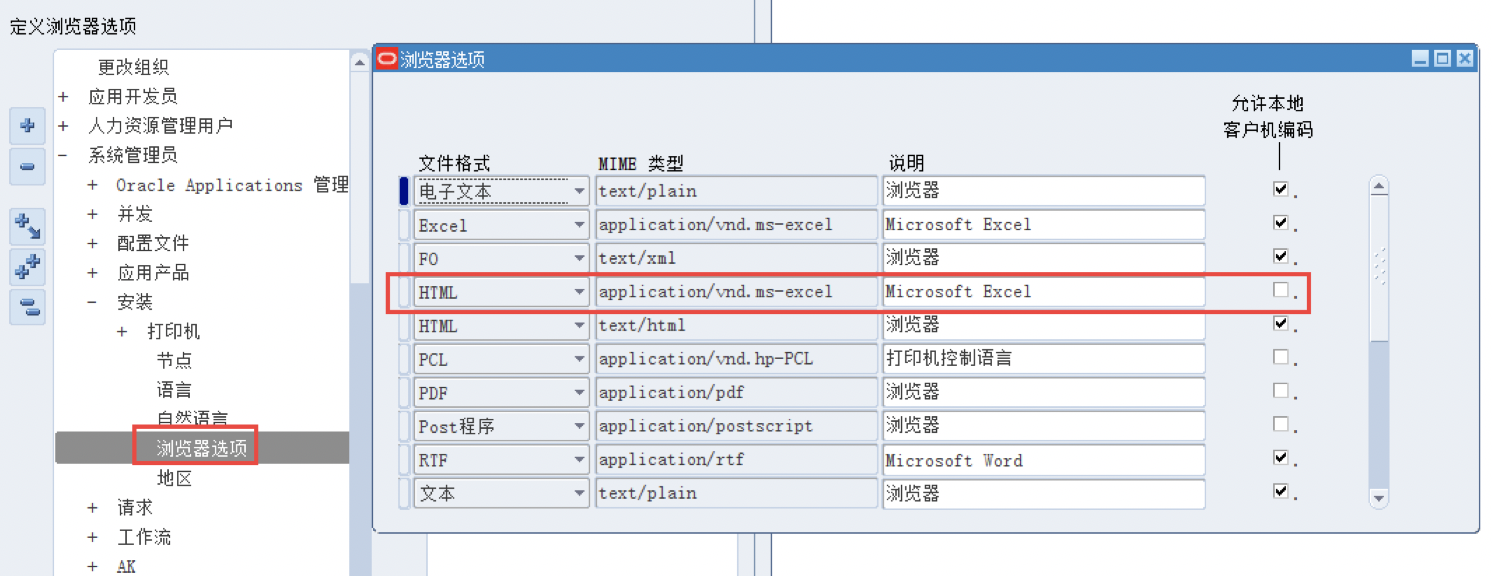 定义浏览器选项
更改组织
+ 应用开发员
+ 人力资源管理用户
- 系统管理员
+ Oracle Applications 管理
+ 并发
+ 配置文件
+ 应用产品
- 安装
+ 打印机
节点
语言
自然语言
浏览器选项
地区
+ 请求
+ 工作流
+ AK
浏览器选项
允许本地
客户机编码
文件格式 MIME 类型 说明
电子文本 text/plain 浏览器
Excel application/vnd.ms-excel Microsoft Excel
FO text/xml 浏览器
HTML application/vnd.ms-excel Microsoft Excel
HTML text/html 浏览器
PCL application/vnd.hp-PCL 打印机控制语言
PDF application/pdf 浏览器
Post程序 application/postscript 浏览器
RTF application/rtf Microsoft Word
文本 text/plain 浏览器